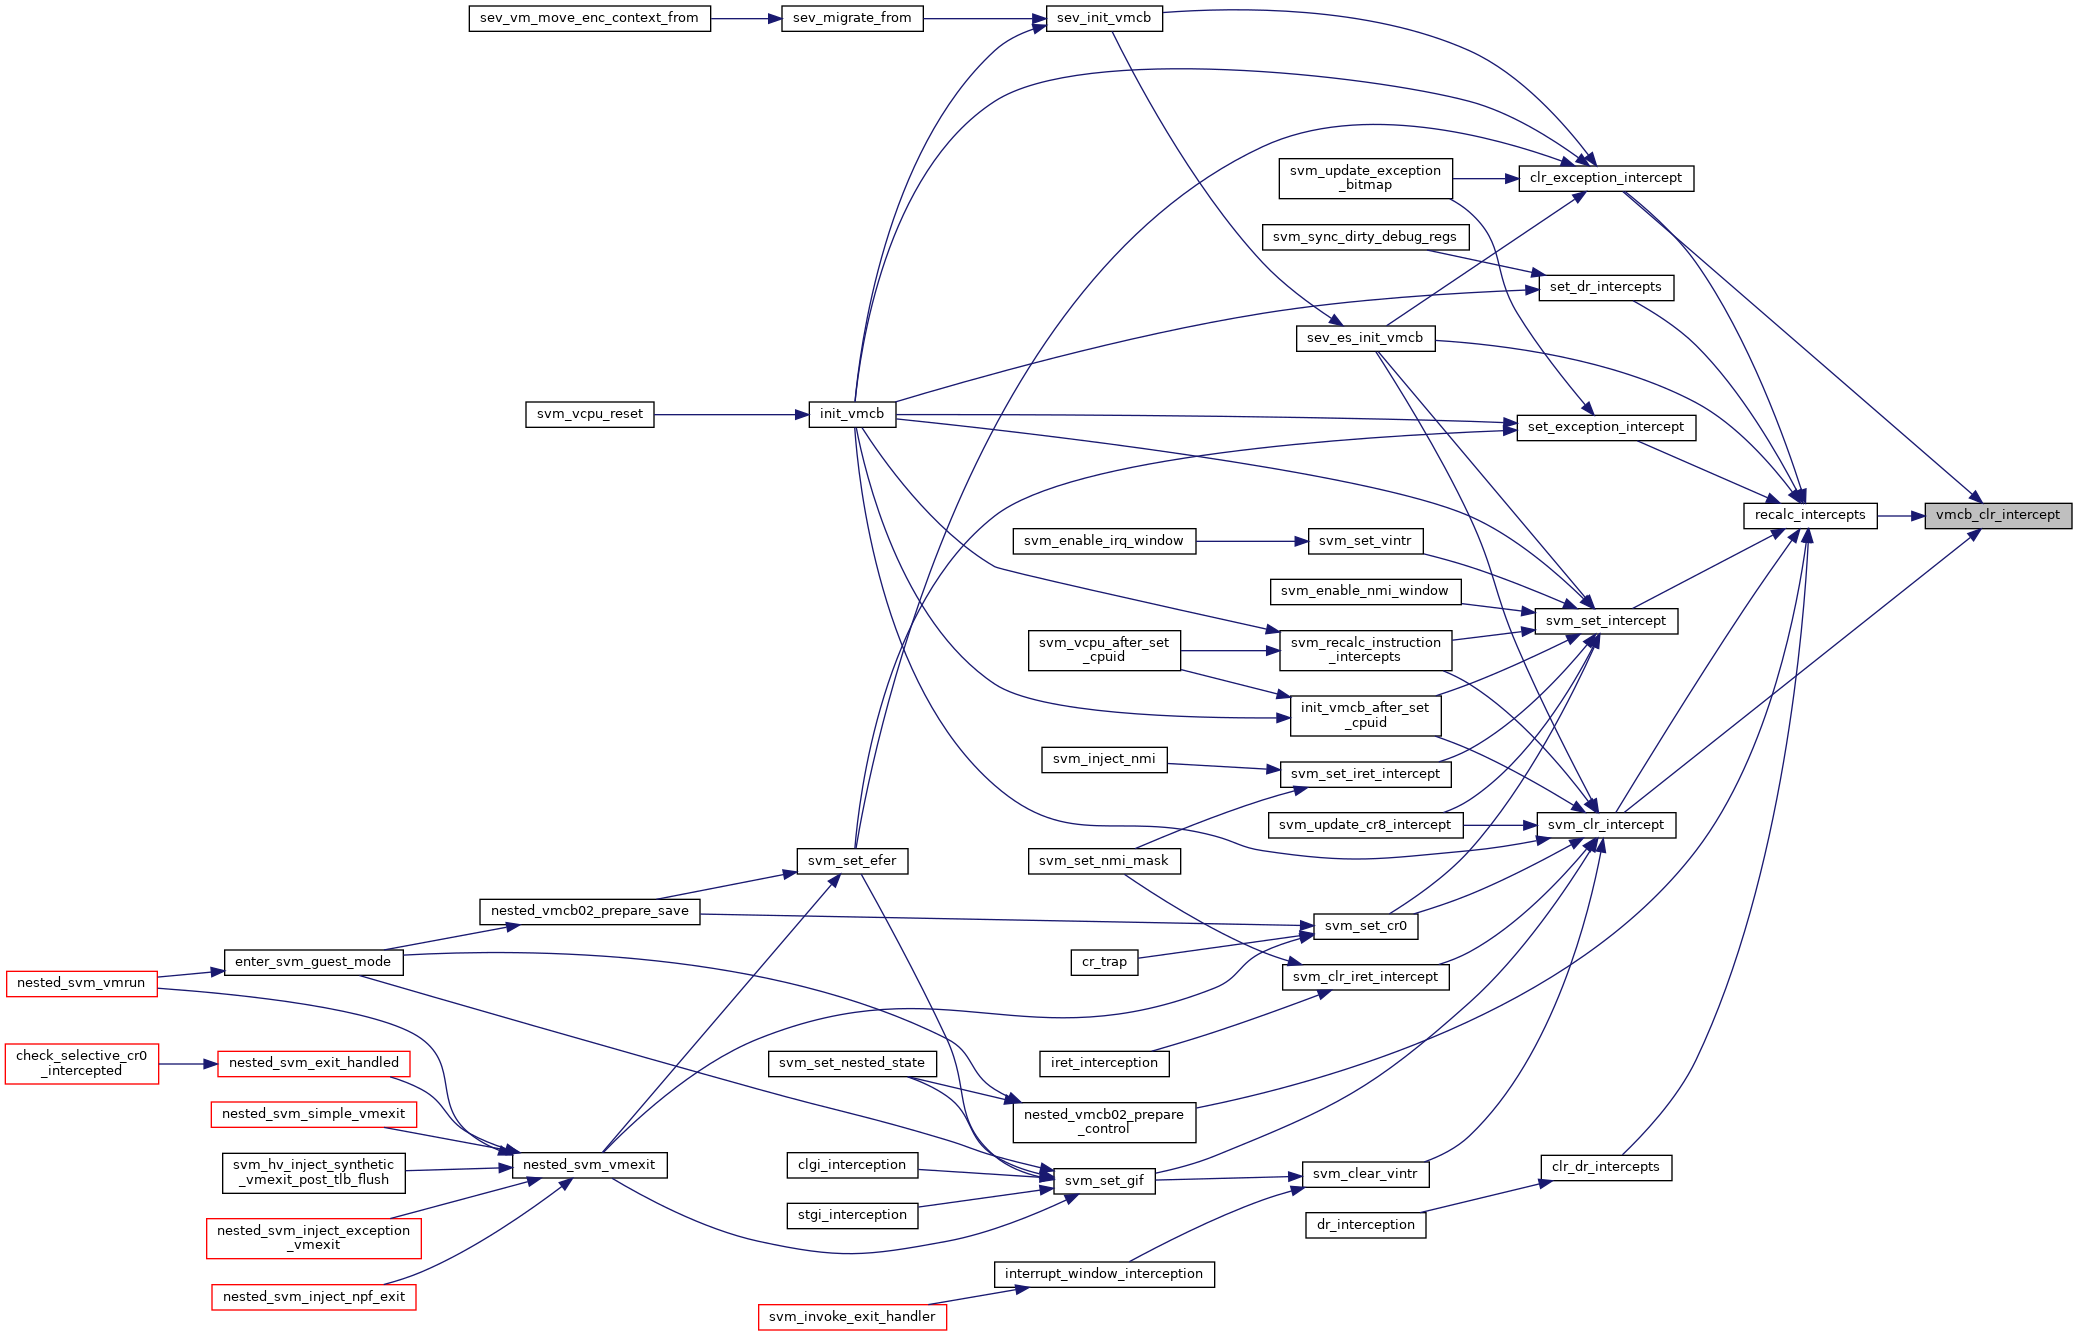 sev_vm_move_enc_context_from
sev_migrate_from
sev_init_vmcb
svm_update_exception
_bitmap
clr_exception_intercept
svm_sync_dirty_debug_regs
set_dr_intercepts
sev_es_init_vmcb
svm_vcpu_reset
init_vmcb
set_exception_intercept
recalc_intercepts
vmcb_clr_intercept
svm_enable_irq_window
svm_set_vintr
svm_enable_nmi_window
svm_set_intercept
svm_vcpu_after_set
_cpuid
svm_recalc_instruction
_intercepts
init_vmcb_after_set
_cpuid
svm_inject_nmi
svm_set_iret_intercept
svm_update_cr8_intercept
svm_clr_intercept
svm_set_efer
svm_set_nmi_mask
nested_vmcb02_prepare_save
svm_set_cr0
enter_svm_guest_mode
cr_trap
nested_svm_vmrun
svm_clr_iret_intercept
check_selective_cr0
_intercepted
nested_svm_exit_handled
svm_set_nested_state
iret_interception
nested_svm_simple_vmexit
nested_vmcb02_prepare
_control
svm_hv_inject_synthetic
_vmexit_post_tlb_flush
nested_svm_vmexit
clgi_interception
svm_set_gif
svm_clear_vintr
clr_dr_intercepts
stgi_interception
dr_interception
nested_svm_inject_exception
_vmexit
interrupt_window_interception
nested_svm_inject_npf_exit
svm_invoke_exit_handler